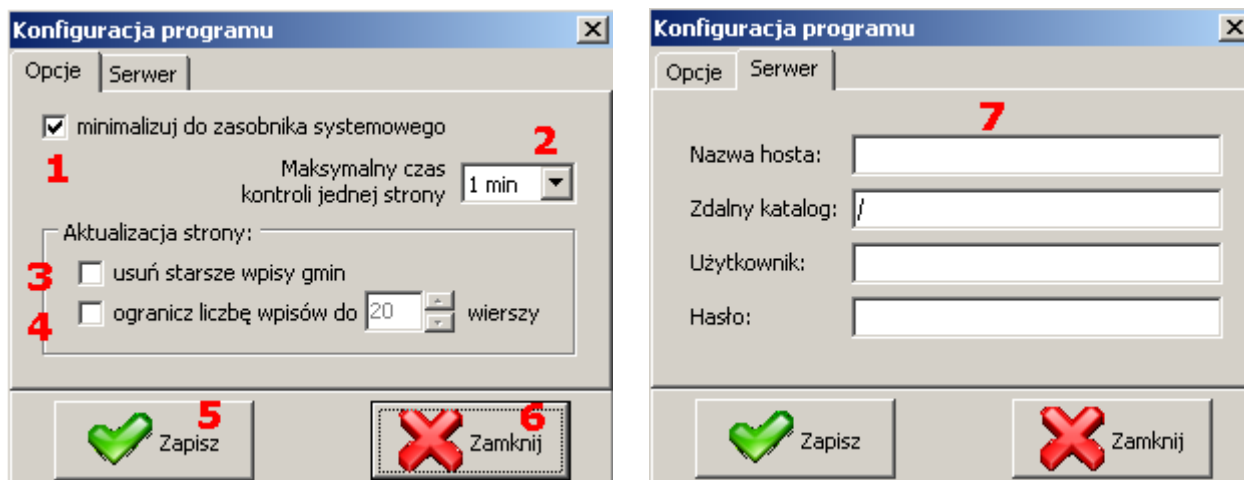 Konfiguracja programu
Opcje Serwer
minimalizuj do zasobnika systemowego
1
2
Maksymalny czas
kontroli jednej strony 1 min
Aktualizacja strony:
3 usuń starsze wpisy gmin
4 ogranicz liczbę wpisów do 20 wierszy
5 Zapisz
6 Zamknij
Konfiguracja programu
Opcje Serwer
7
Nazwa hosta:
Zdalny katalog: /
Użytkownik:
Hasło:
Zapisz Zamknij